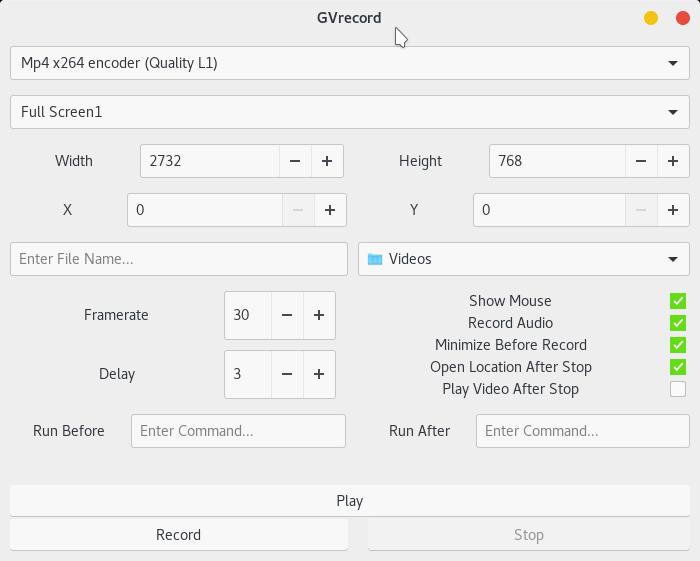 GVrecord
Mp4 x264 encoder (Quality L1)
Full Screen1
Width 2732 Height 768
X 0 Y 0
Enter File Name... Videos
Framerate 30
Show Mouse
Record Audio
Minimize Before Record
Delay 3
Open Location After Stop
Play Video After Stop
Run Before Enter Command... Run After Enter Command...
Play
Record Stop